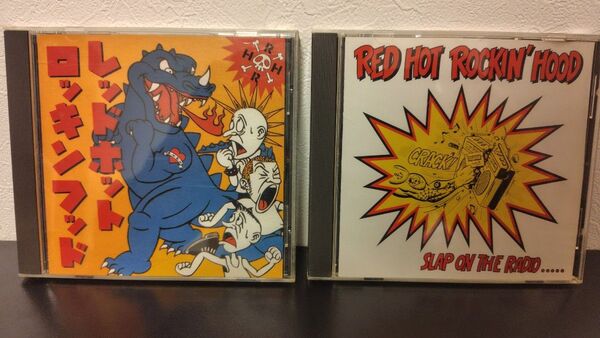 レッドホット
ロッキンフッド
R
H
R
H
RED HOT ROCKIN' HOOD
CRACK!!
SLAP ON THE RADIO.....